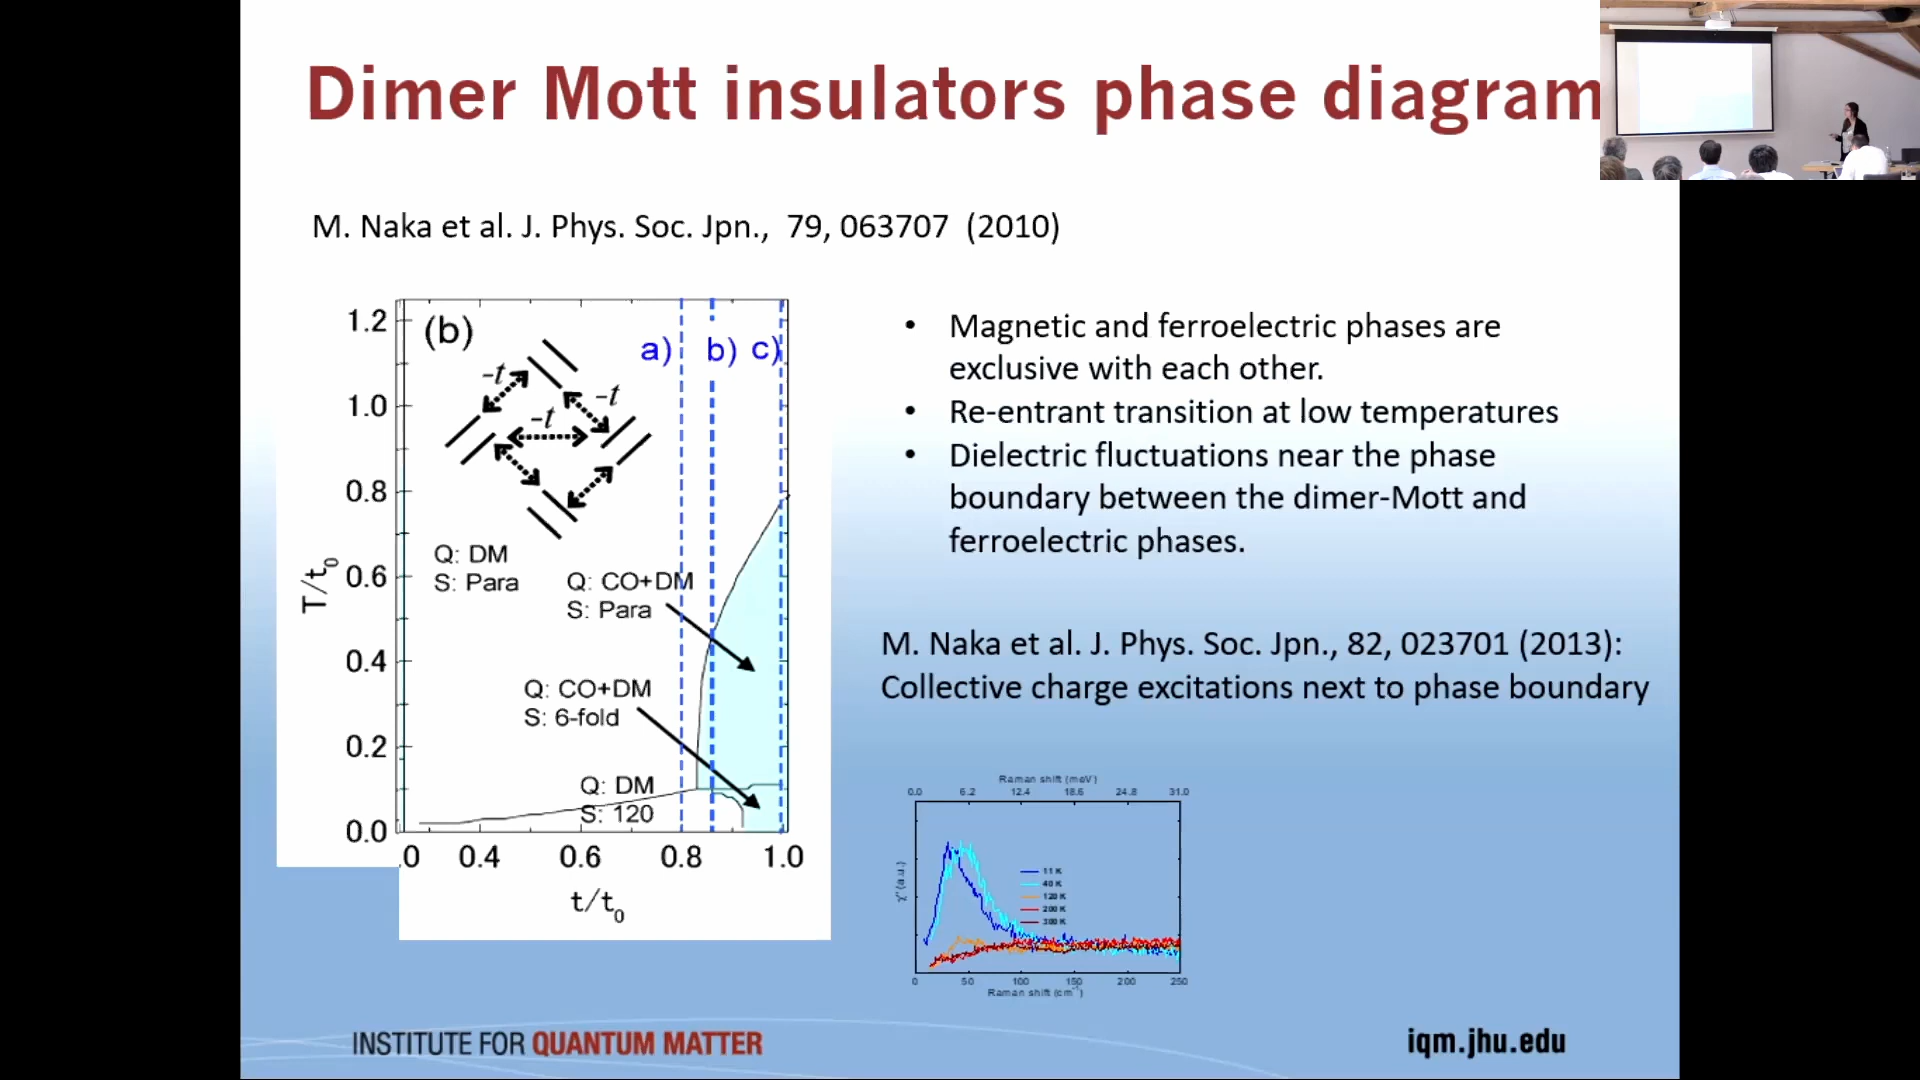 Dimer Mott insulators phase diagram
M. Naka et al. J. Phys. Soc. Jpn., 79, 063707 (2010)
(b)
a) b) c)
-t
-t
-t
Q: DM
S: Para
Q: CO+DM
S: Para
Q: CO+DM
S: 6-fold
Q: DM
S: 120
T/t0
1.2
1.0
0.8
0.6
0.4
0.2
0.0
.0 0.4 0.6 0.8 1.0
t/t0
• Magnetic and ferroelectric phases are
exclusive with each other.
• Re-entrant transition at low temperatures
• Dielectric fluctuations near the phase
boundary between the dimer-Mott and
ferroelectric phases.
M. Naka et al. J. Phys. Soc. Jpn., 82, 023701 (2013):
Collective charge excitations next to phase boundary
Raman shift (meV)
0.0 6.2 12.4 18.6 24.8 31.0
χ'' (a.u.)
11 K
40 K
120 K
200 K
300 K
0 50 100 150 200 250
Raman shift (cm-1)
INSTITUTE FOR QUANTUM MATTER
iqm.jhu.edu